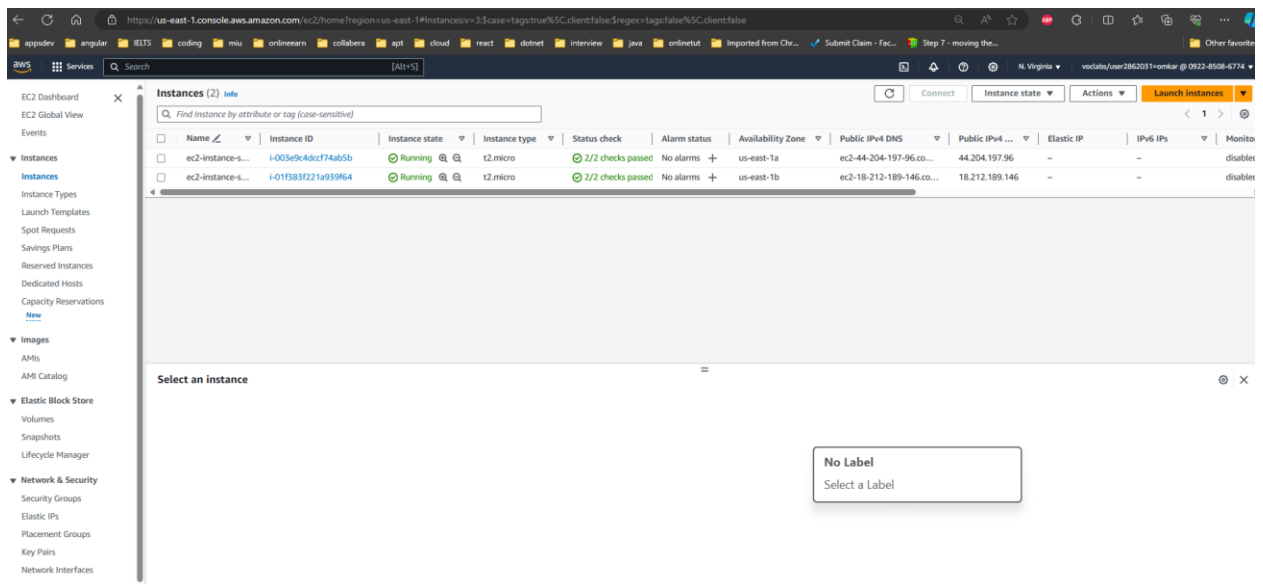 https://us-east-1.console.aws.amazon.com/ec2/home?region=us-east-1#Instances:v=3;$case=tags:true%5C,client:false;$regex=tags:false%5C,client:false
appsdev angular IELTS coding miu onlineearn collabera apt cloud react dotnet interview java onlinetut Imported from Chr... Submit Claim - Fac... Step 7 - moving the... Other favorite
aws Services Search [Alt+S] N. Virginia voclabs/user2862031=omkar @ 0922-8508-6774
EC2 Dashboard
EC2 Global View
Events
Instances
Instances
Instance Types
Launch Templates
Spot Requests
Savings Plans
Reserved Instances
Dedicated Hosts
Capacity Reservations
New
Images
AMIs
AMI Catalog
Elastic Block Store
Volumes
Snapshots
Lifecycle Manager
Network & Security
Security Groups
Elastic IPs
Placement Groups
Key Pairs
Network Interfaces
Instances (2) Info Connect Instance state Actions Launch instances
Find Instance by attribute or tag (case-sensitive) 1
Name Instance ID Instance state Instance type Status check Alarm status Availability Zone Public IPv4 DNS Public IPv4 ... Elastic IP IPv6 IPs Monitor
ec2-instance-s... i-003e9c4dccf74ab5b Running t2.micro 2/2 checks passed No alarms us-east-1a ec2-44-204-197-96.co... 44.204.197.96 – – disabled
ec2-instance-s... i-01f383f221a939f64 Running t2.micro 2/2 checks passed No alarms us-east-1b ec2-18-212-189-146.co... 18.212.189.146 – – disabled
Select an instance
No Label
Select a Label